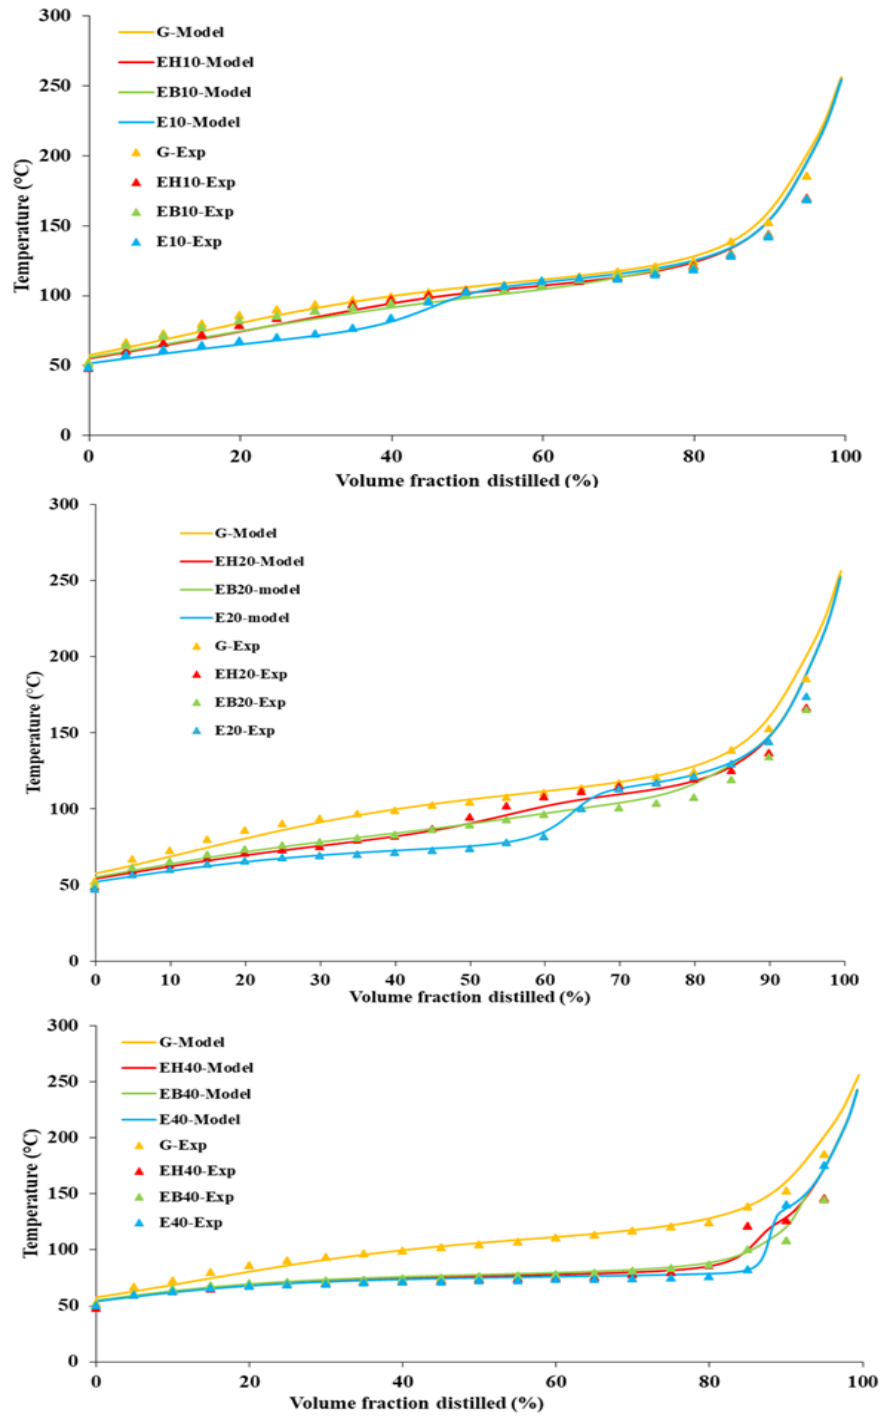 300
250
200
150
100
50
0
Temperature (°C)
G-Model
EH10-Model
EB10-Model
E10-Model
G-Exp
EH10-Exp
EB10-Exp
E10-Exp
0 20 40 60 80 100
Volume fraction distilled (%)
300
250
200
150
100
50
0
Temperature (°C)
G-Model
EH20-Model
EB20-model
E20-model
G-Exp
EH20-Exp
EB20-Exp
E20-Exp
0 10 20 30 40 50 60 70 80 90 100
Volume fraction distilled (%)
300
250
200
150
100
50
0
Temperature (°C)
G-Model
EH40-Model
EB40-Model
E40-Model
G-Exp
EH40-Exp
EB40-Exp
E40-Exp
0 20 40 60 80 100
Volume fraction distilled (%)